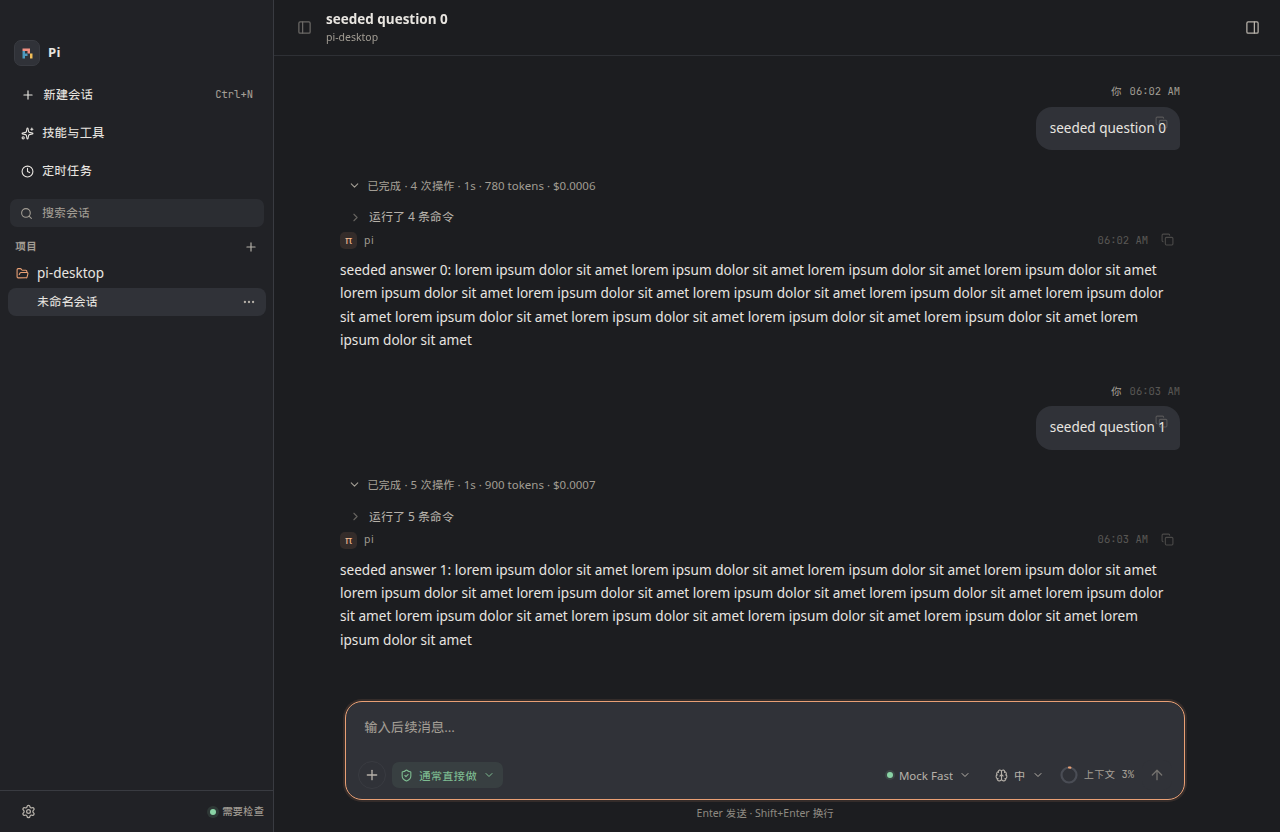 Pi
新建会话 Ctrl+N
技能与工具
定时任务
搜索会话
项目
pi-desktop
未命名会话
需要检查
seeded question 0
pi-desktop
你 06:02 AM
seeded question 0
已完成 · 4 次操作 · 1s · 780 tokens · $0.0006
运行了 4 条命令
π pi 06:02 AM
seeded answer 0: lorem ipsum dolor sit amet lorem ipsum dolor sit amet lorem ipsum dolor sit amet lorem ipsum dolor sit amet
lorem ipsum dolor sit amet lorem ipsum dolor sit amet lorem ipsum dolor sit amet lorem ipsum dolor sit amet lorem ipsum dolor
sit amet lorem ipsum dolor sit amet lorem ipsum dolor sit amet lorem ipsum dolor sit amet lorem ipsum dolor sit amet lorem
ipsum dolor sit amet
你 06:03 AM
seeded question 1
已完成 · 5 次操作 · 1s · 900 tokens · $0.0007
运行了 5 条命令
π pi 06:03 AM
seeded answer 1: lorem ipsum dolor sit amet lorem ipsum dolor sit amet lorem ipsum dolor sit amet lorem ipsum dolor sit amet
lorem ipsum dolor sit amet lorem ipsum dolor sit amet lorem ipsum dolor sit amet lorem ipsum dolor sit amet lorem ipsum dolor
sit amet lorem ipsum dolor sit amet lorem ipsum dolor sit amet lorem ipsum dolor sit amet lorem ipsum dolor sit amet lorem
ipsum dolor sit amet
输入后续消息...
通常直接做 Mock Fast 中 上下文 3%
Enter 发送 · Shift+Enter 换行